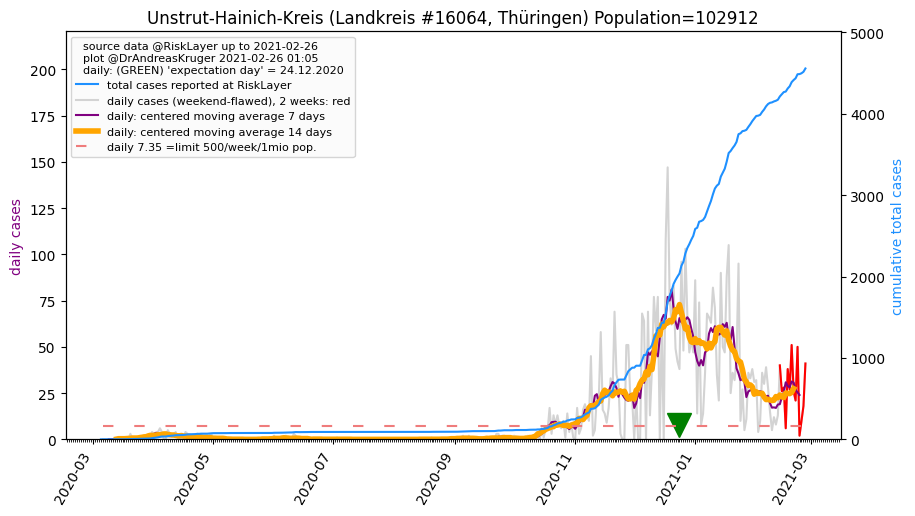 Unstrut-Hainich-Kreis (Landkreis #16064, Thüringen) Population=102912
source data @RiskLayer up to 2021-02-26
plot @DrAndreasKruger 2021-02-26 01:05
daily: (GREEN) 'expectation day' = 24.12.2020
total cases reported at RiskLayer
daily cases (weekend-flawed), 2 weeks: red
daily: centered moving average 7 days
daily: centered moving average 14 days
daily 7.35 =limit 500/week/1mio pop.
daily cases
200
175
150
125
100
75
50
25
0
cumulative total cases
5000
4000
3000
2000
1000
0
2020-03
2020-05
2020-07
2020-09
2020-11
2021-01
2021-03